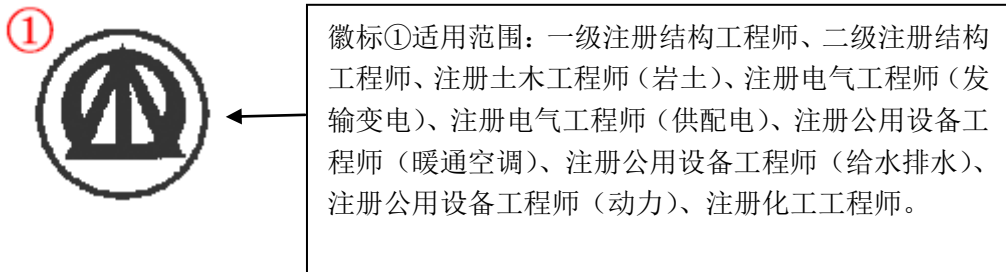 ①
徽标①适用范围：一级注册结构工程师、二级注册结构
工程师、注册土木工程师（岩土）、注册电气工程师（发
输变电）、注册电气工程师（供配电）、注册公用设备工
程师（暖通空调）、注册公用设备工程师（给水排水）、
注册公用设备工程师（动力）、注册化工工程师。